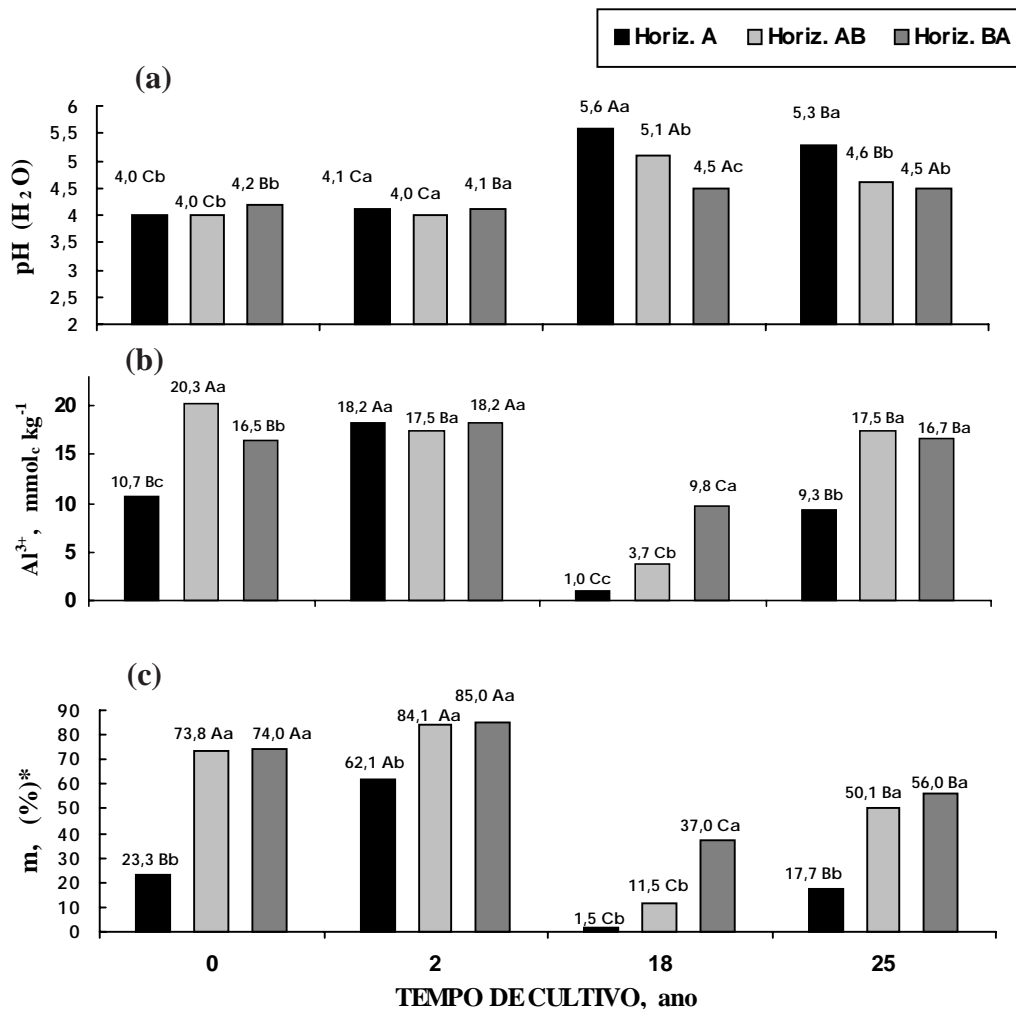 Horiz. A Horiz. AB Horiz. BA
(a)
pH (H₂O)
6
5,5
5
4,5
4
3,5
3
2,5
2
4,0 Cb 4,0 Cb 4,2 Bb
4,1 Ca 4,0 Ca 4,1 Ba
5,6 Aa 5,1 Ab 4,5 Ac
5,3 Ba 4,6 Bb 4,5 Ab
(b)
Al³⁺, mmol_c kg⁻¹
20
15
10
5
0
10,7 Bc 20,3 Aa 16,5 Bb
18,2 Aa 17,5 Ba 18,2 Aa
1,0 Cc 3,7 Cb 9,8 Ca
9,3 Bb 17,5 Ba 16,7 Ba
(c)
m, (%)*
90
80
70
60
50
40
30
20
10
0
23,3 Bb 73,8 Aa 74,0 Aa
62,1 Ab 84,1 Aa 85,0 Aa
1,5 Cb 11,5 Cb 37,0 Ca
17,7 Bb 50,1 Ba 56,0 Ba
0 2 18 25
TEMPO DE CULTIVO, ano